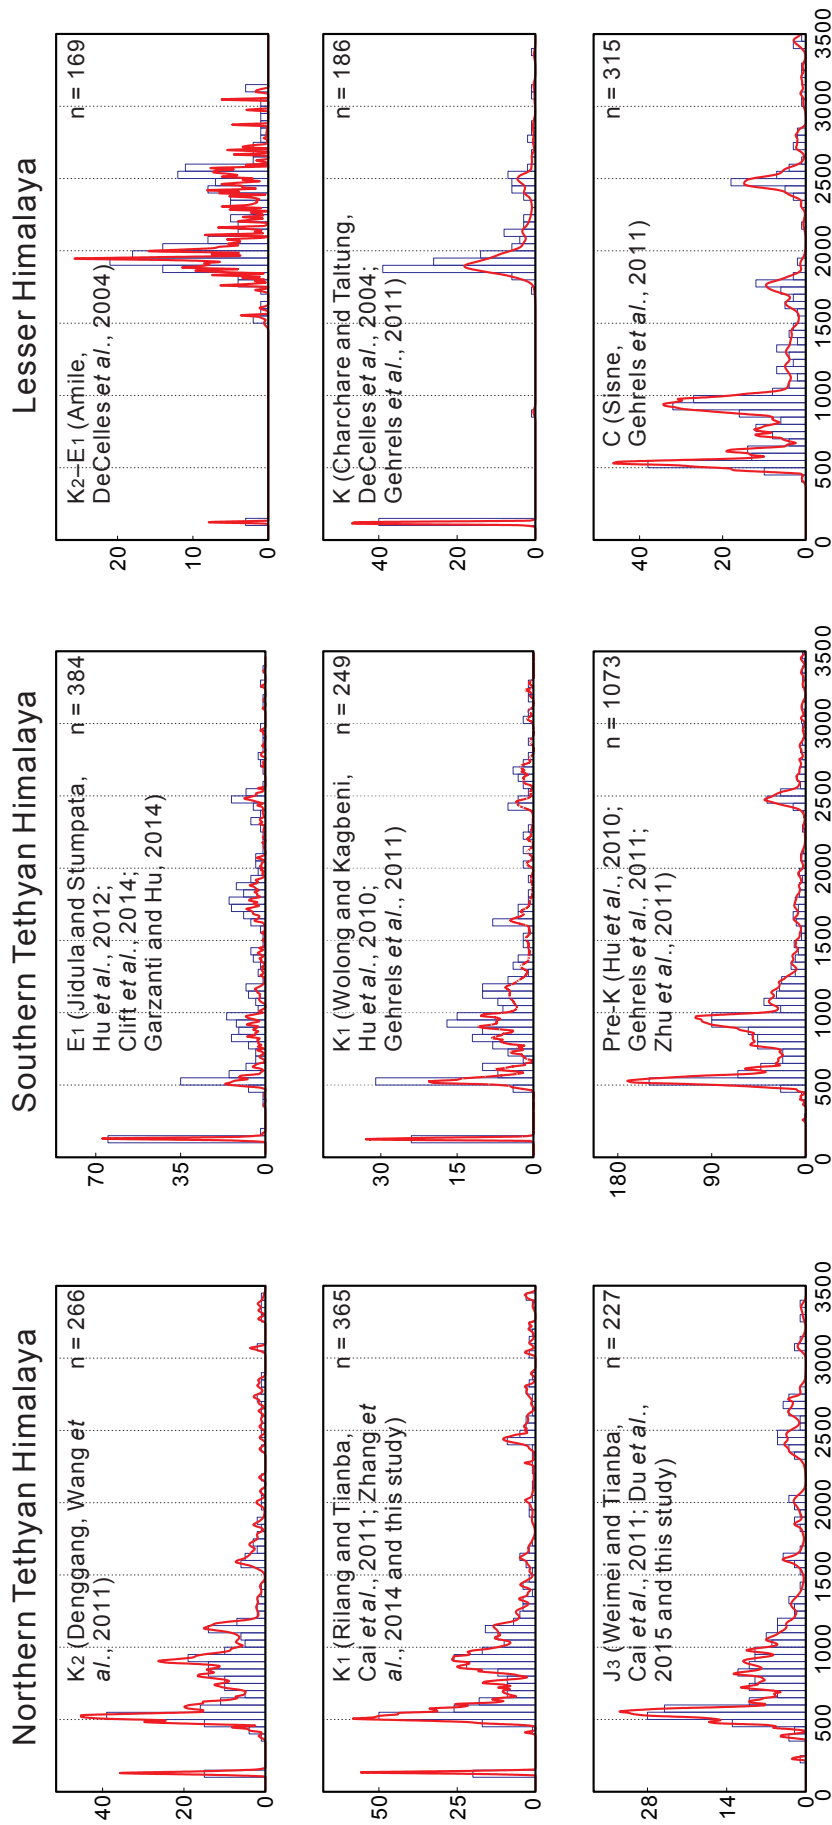 Northern Tethyan Himalaya
K2 (Denggang, Wang et
al., 2011)
n = 266
40
20
0
K1 (Rilang and Tianba,
Cai et al., 2011; Zhang et
al., 2014 and this study)
n = 365
50
25
0
J3 (Weimei and Tianba,
Cai et al., 2011; Du et al.,
2015 and this study)
n = 227
28
14
0
0 500 1000 1500 2000 2500 3000 3500
Southern Tethyan Himalaya
E1 (Jidula and Stumpata,
Hu et al., 2012;
Clift et al., 2014;
Garzanti and Hu, 2014)
n = 384
70
35
0
K1 (Wolong and Kagbeni,
Hu et al., 2010;
Gehrels et al., 2011)
n = 249
30
15
0
Pre-K (Hu et al., 2010;
Gehrels et al., 2011;
Zhu et al., 2011)
n = 1073
180
90
0
0 500 1000 1500 2000 2500 3000 3500
Lesser Himalaya
K2–E1 (Amile,
DeCelles et al., 2004)
n = 169
20
10
0
K (Charchare and Taltung,
DeCelles et al., 2004;
Gehrels et al., 2011)
n = 186
40
20
0
C (Sisne,
Gehrels et al., 2011)
n = 315
40
20
0
0 500 1000 1500 2000 2500 3000 3500